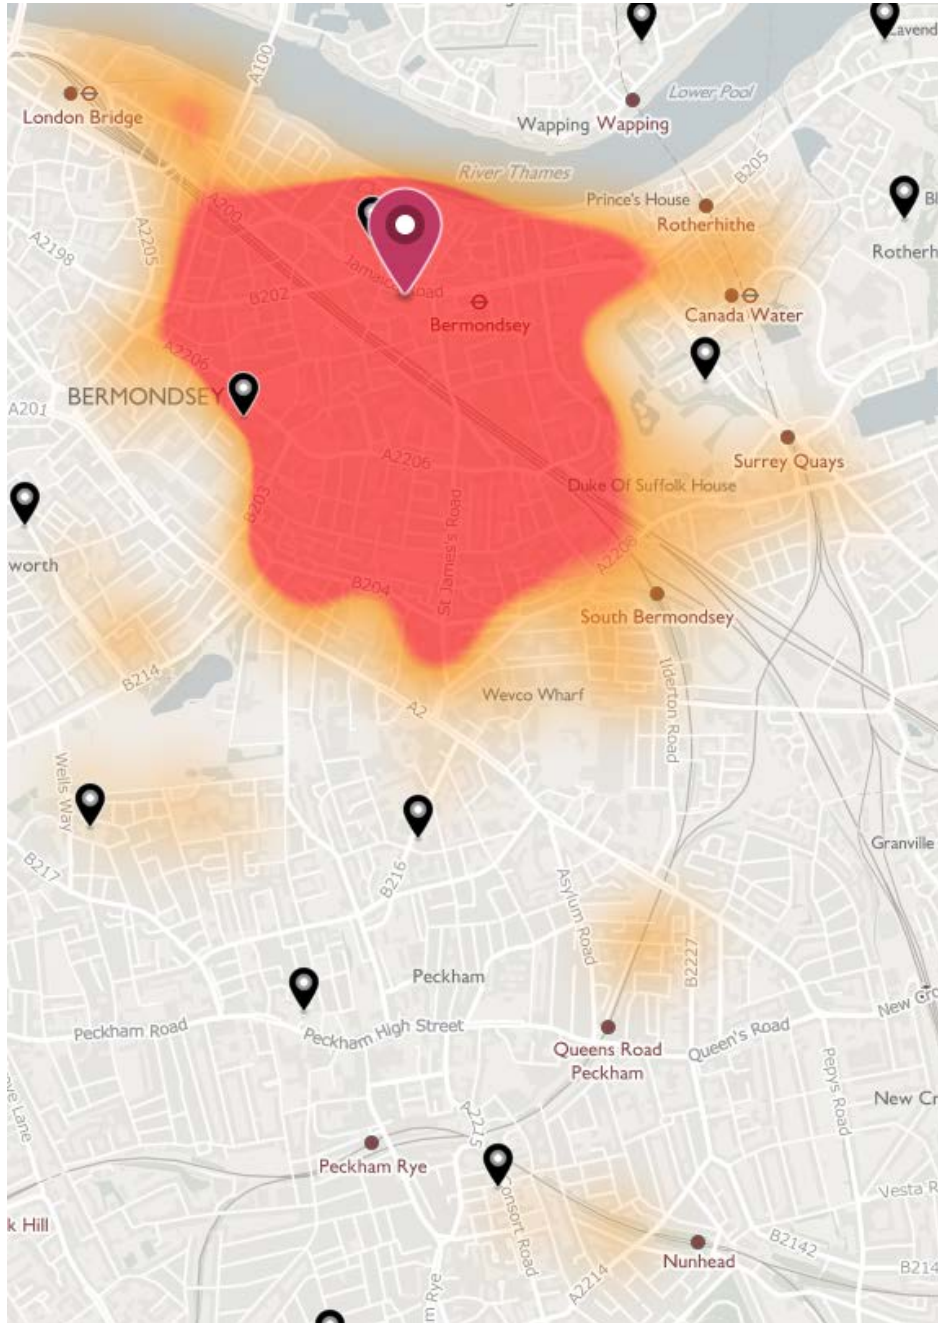 A100
Lower Pool
London Bridge
Wapping Wapping
River Thames
B205
Prince's House
Rotherhithe
A200
A2205
A2198
Jamaica Road
B202
Bermondsey
Canada Water
A2206
BERMONDSEY
A201
A2206
Surrey Quays
Duke Of Suffolk House
B203
St James's Road
A2208
B204
South Bermondsey
B214
Ilderton Road
Wevco Wharf
A2
Wells Way
Granville
B217
B216
Asylum Road
B2227
Peckham
Peckham Road
Peckham High Street
Queen's Road
Queens Road
Peckham
Pepys Road
A2215
Peckham Rye
Consort Road
Nunhead
B2142
A2214